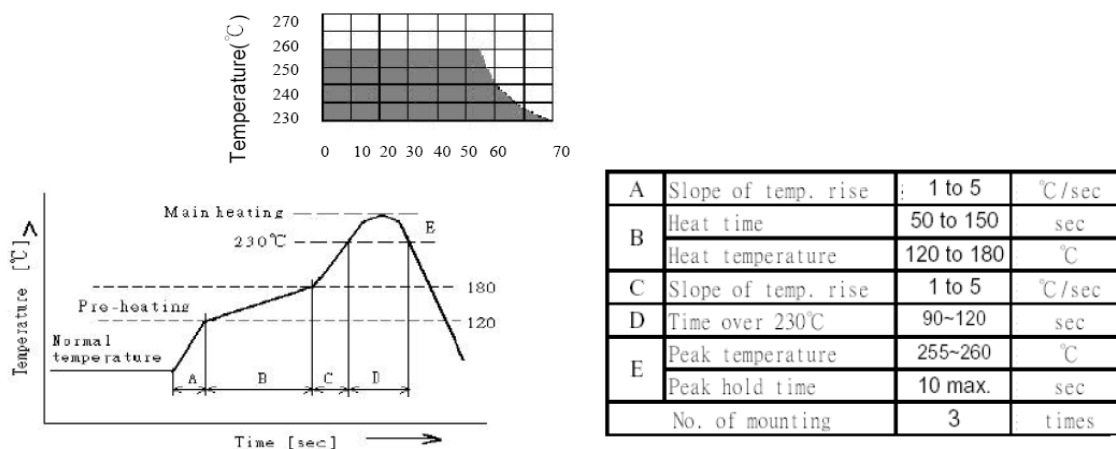 270
260
250
240
230
Temperature(℃)
0 10 20 30 40 50 60 70
Main heating
E
230℃
180
Pre-heating
120
Normal
temperature
A B C D
Temperature [℃]
Time [sec]
A Slope of temp. rise 1 to 5 ℃/sec
B Heat time 50 to 150 sec
Heat temperature 120 to 180 ℃
C Slope of temp. rise 1 to 5 ℃/sec
D Time over 230℃ 90~120 sec
E Peak temperature 255~260 ℃
Peak hold time 10 max. sec
No. of mounting 3 times